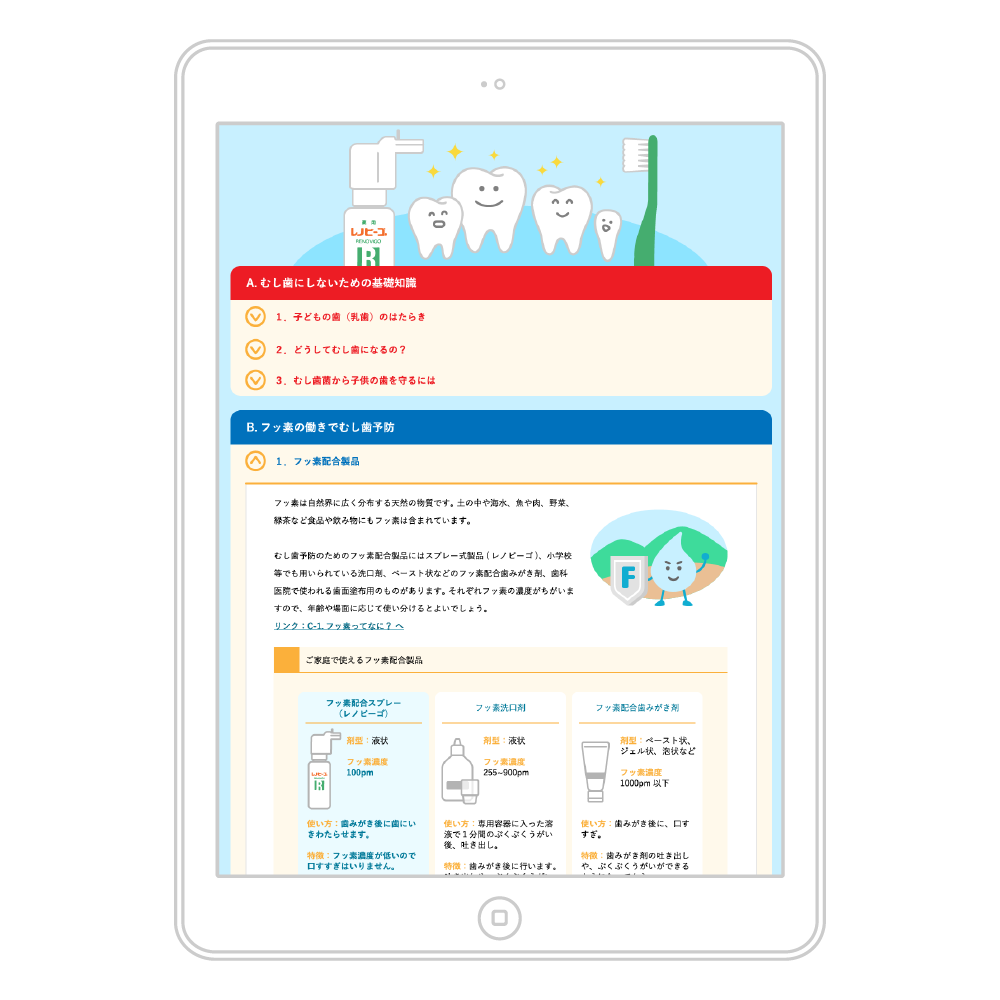 薬用
レノビーゴ
RENOVIGO
R
A. むし歯にしないための基礎知識
1. 子どもの歯（乳歯）のはたらき
2. どうしてむし歯になるの？
3. むし歯菌から子供の歯を守るには
B. フッ素の働きでむし歯予防
1. フッ素配合製品
フッ素は自然界に広く分布する天然の物質です。土の中や海水、魚や肉、野菜、
緑茶など食品や飲み物にもフッ素は含まれています。
むし歯予防のためのフッ素配合製品にはスプレー式製品 ( レノビーゴ )、小学校
等でも用いられている洗口剤、ペースト状などのフッ素配合歯みがき剤、歯科
医院で使われる歯面塗布用のものがあります。それぞれフッ素の濃度がちがいま
すので、年齢や場面に応じて使い分けるとよいでしょう。
リンク：C-1. フッ素ってなに？ へ
F
ご家庭で使えるフッ素配合製品
フッ素配合スプレー
（レノビーゴ）
レノビーゴ
R
剤型：液状
フッ素濃度
100pm
使い方：歯みがき後に歯にい
きわたらせます。
特徴：フッ素濃度が低いので
口すすぎはいりません。
フッ素洗口剤
剤型：液状
フッ素濃度
255~900pm
使い方：専用容器に入った溶
液で１分間のぶくぶくうがい
後、吐き出し。
特徴：歯みがき後に行います。
フッ素配合歯みがき剤
剤型：ペースト状、
ジェル状、泡状など
フッ素濃度
1000pm 以下
使い方：歯みがき後に、口す
すぎ。
特徴：歯みがき剤の吐き出し
や、ぶくぶくうがいができる